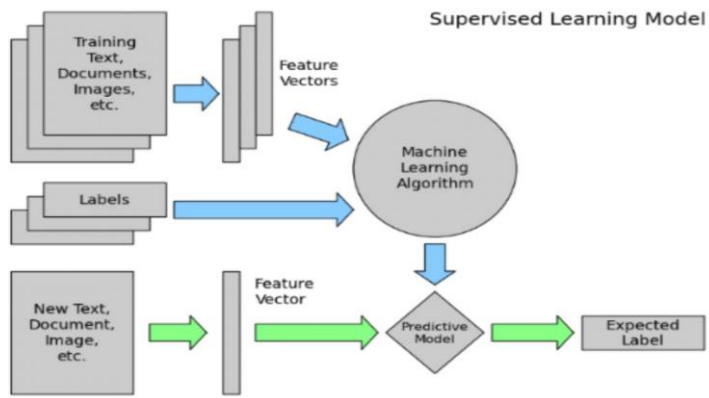 Supervised Learning Model
Training
Text,
Documents,
Images,
etc.
Feature
Vectors
Machine
Learning
Algorithm
Labels
New Text,
Document,
Image,
etc.
Feature
Vector
Predictive
Model
Expected
Label